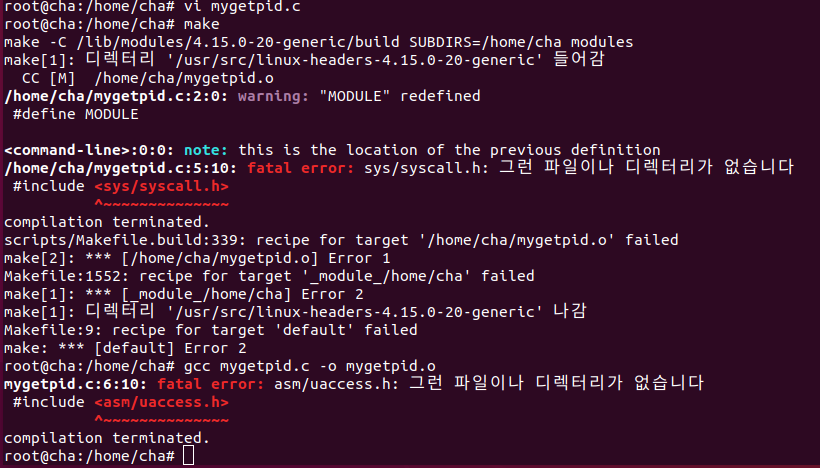 root@cha:/home/cha# vi mygetpid.c
root@cha:/home/cha# make
make -C /lib/modules/4.15.0-20-generic/build SUBDIRS=/home/cha modules
make[1]: 디렉터리 '/usr/src/linux-headers-4.15.0-20-generic' 들어감
  CC [M]  /home/cha/mygetpid.o
/home/cha/mygetpid.c:2:0: warning: "MODULE" redefined
 #define MODULE

<command-line>:0:0: note: this is the location of the previous definition
/home/cha/mygetpid.c:5:10: fatal error: sys/syscall.h: 그런 파일이나 디렉터리가 없습니다
 #include <sys/syscall.h>
          ^~~~~~~~~~~~~~~
compilation terminated.
scripts/Makefile.build:339: recipe for target '/home/cha/mygetpid.o' failed
make[2]: *** [/home/cha/mygetpid.o] Error 1
Makefile:1552: recipe for target '_module_/home/cha' failed
make[1]: *** [_module_/home/cha] Error 2
make[1]: 디렉터리 '/usr/src/linux-headers-4.15.0-20-generic' 나감
Makefile:9: recipe for target 'default' failed
make: *** [default] Error 2
root@cha:/home/cha# gcc mygetpid.c -o mygetpid.o
mygetpid.c:6:10: fatal error: asm/uaccess.h: 그런 파일이나 디렉터리가 없습니다
 #include <asm/uaccess.h>
          ^~~~~~~~~~~~~~~
compilation terminated.
root@cha:/home/cha#